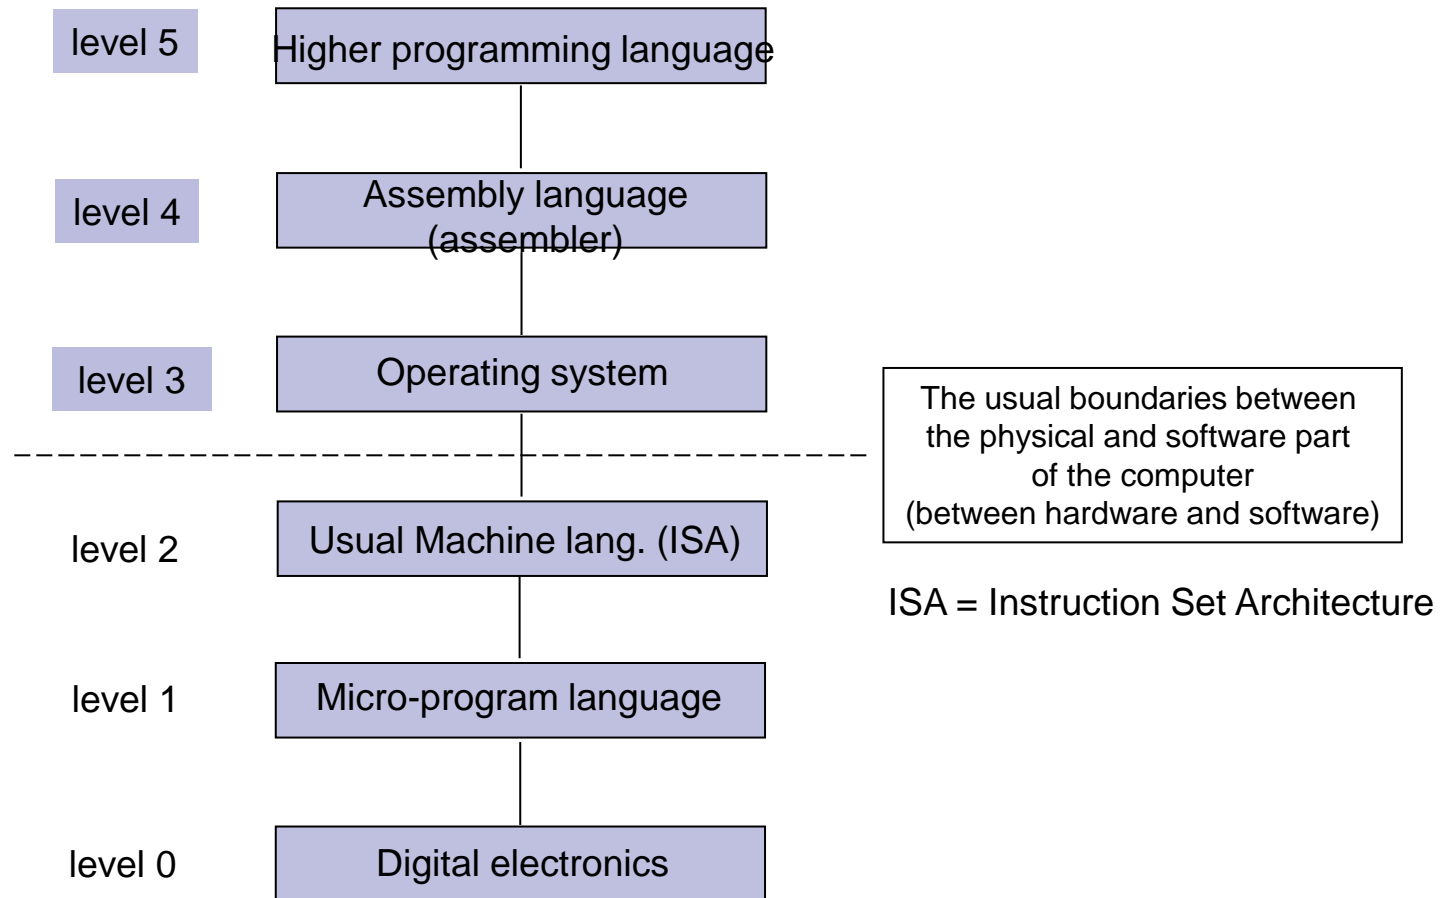 level 5
Higher programming language
level 4
Assembly language
(assembler)
level 3
Operating system
The usual boundaries between
the physical and software part
of the computer
(between hardware and software)
level 2
Usual Machine lang. (ISA)
ISA = Instruction Set Architecture
level 1
Micro-program language
level 0
Digital electronics